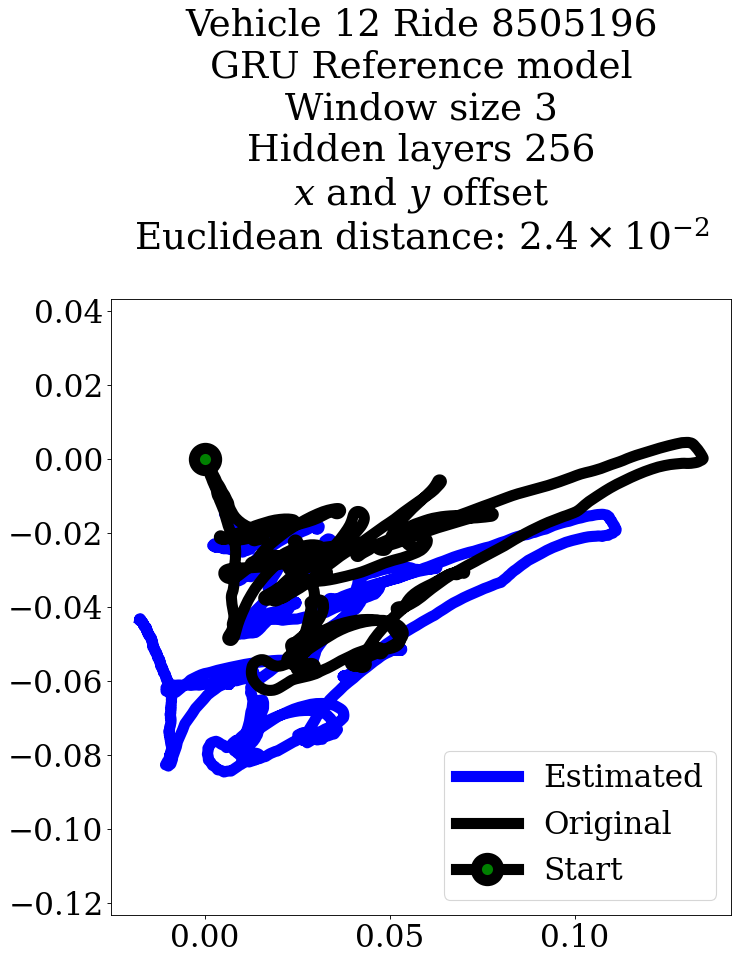 Vehicle 12 Ride 8505196
GRU Reference model
Window size 3
Hidden layers 256
x and y offset
Euclidean distance: 2.4 × 10⁻²
0.04
0.02
0.00
−0.02
−0.04
−0.06
−0.08
−0.10
−0.12
Estimated
Original
Start
0.00 0.05 0.10